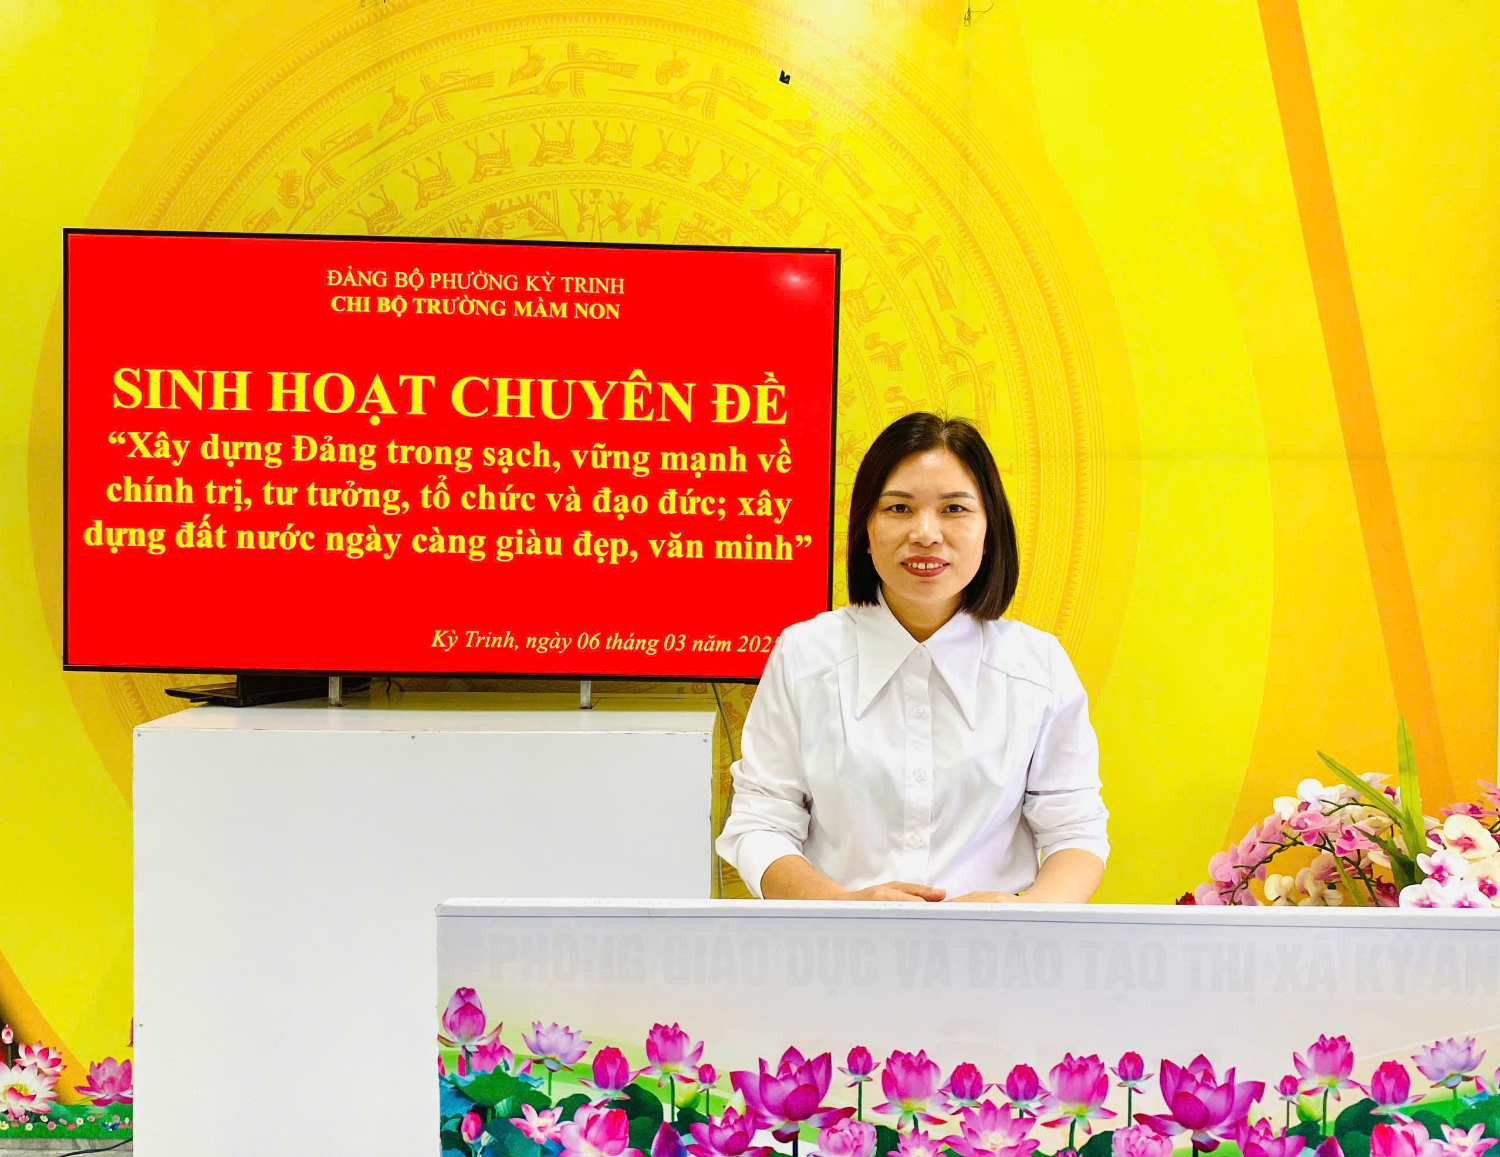 ĐẢNG BỘ PHƯỜNG KỲ TRINH
CHI BỘ TRƯỜNG MẦM NON
SINH HOẠT CHUYÊN ĐỀ
“Xây dựng Đảng trong sạch, vững mạnh về
chính trị, tư tưởng, tổ chức và đạo đức; xây
dựng đất nước ngày càng giàu đẹp, văn minh”
Kỳ Trinh, ngày 06 tháng 03 năm
PHÒNG GIÁO DỤC VÀ ĐÀO TẠO THỊ XÃ KỲ AN